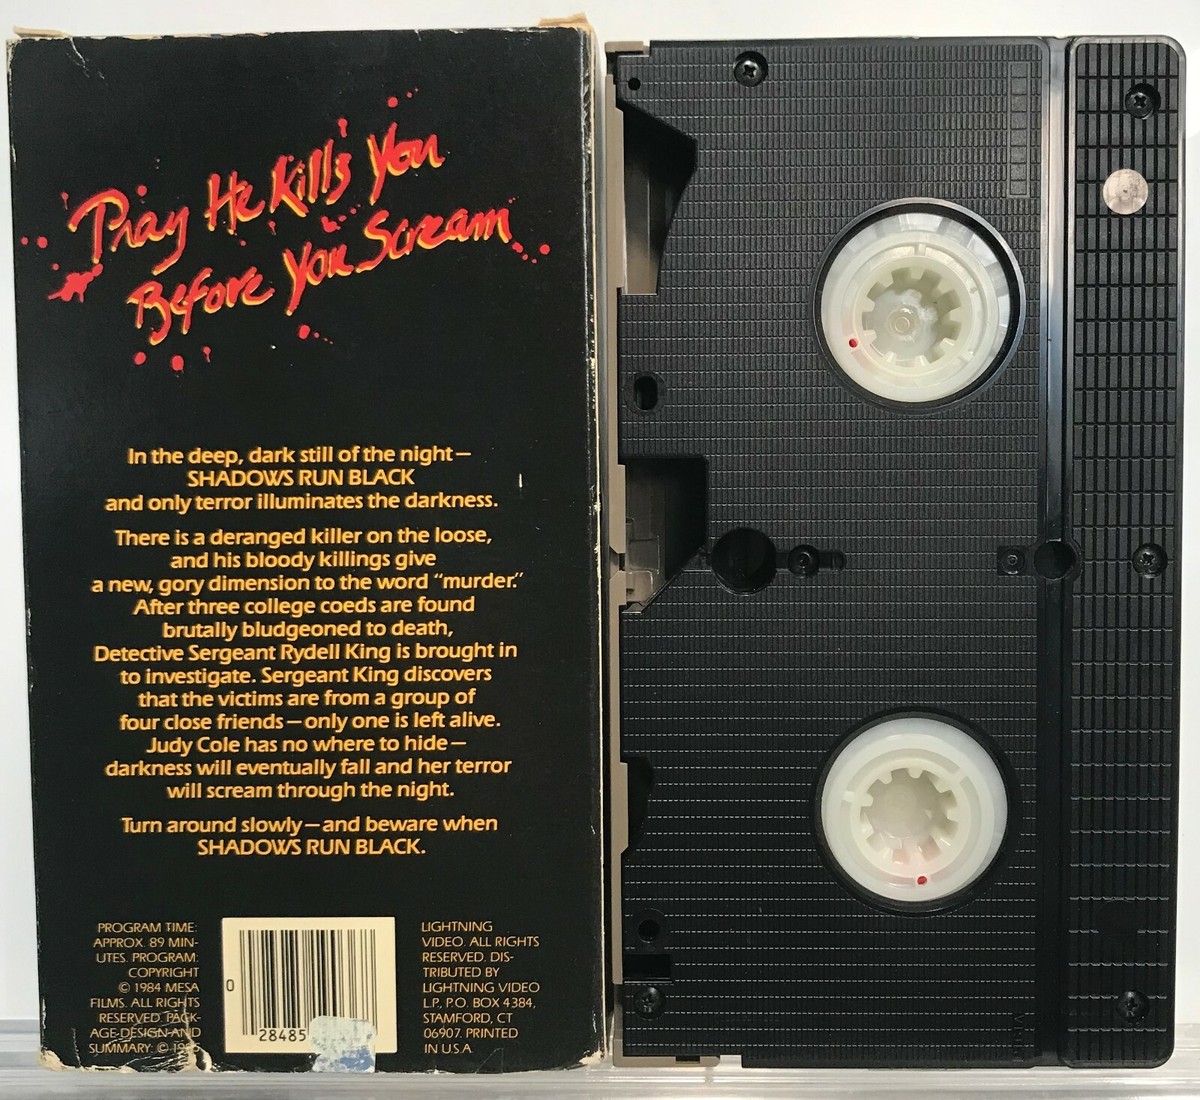 Pray He Kills You
Before You Scream
In the deep, dark still of the night—
SHADOWS RUN BLACK
and only terror illuminates the darkness.
There is a deranged killer on the loose,
and his bloody killings give
a new, gory dimension to the word “murder.”
After three college coeds are found
brutally bludgeoned to death,
Detective Sergeant Rydell King is brought in
to investigate. Sergeant King discovers
that the victims are from a group of
four close friends—only one is left alive.
Judy Cole has no where to hide—
darkness will eventually fall and her terror
will scream through the night.
Turn around slowly—and beware when
SHADOWS RUN BLACK.
PROGRAM TIME:
APPROX. 89 MIN-
UTES. PROGRAM:
COPYRIGHT
© 1984 MESA
FILMS. ALL RIGHTS
RESERVED. PACK-
AGE-DESIGN-AND
SUMMARY: ©
0
28485
LIGHTNING
VIDEO. ALL RIGHTS
RESERVED. DIS-
TRIBUTED BY
LIGHTNING VIDEO
L.P., P.O. BOX 4384,
STAMFORD, CT
06907. PRINTED
IN U.S.A.